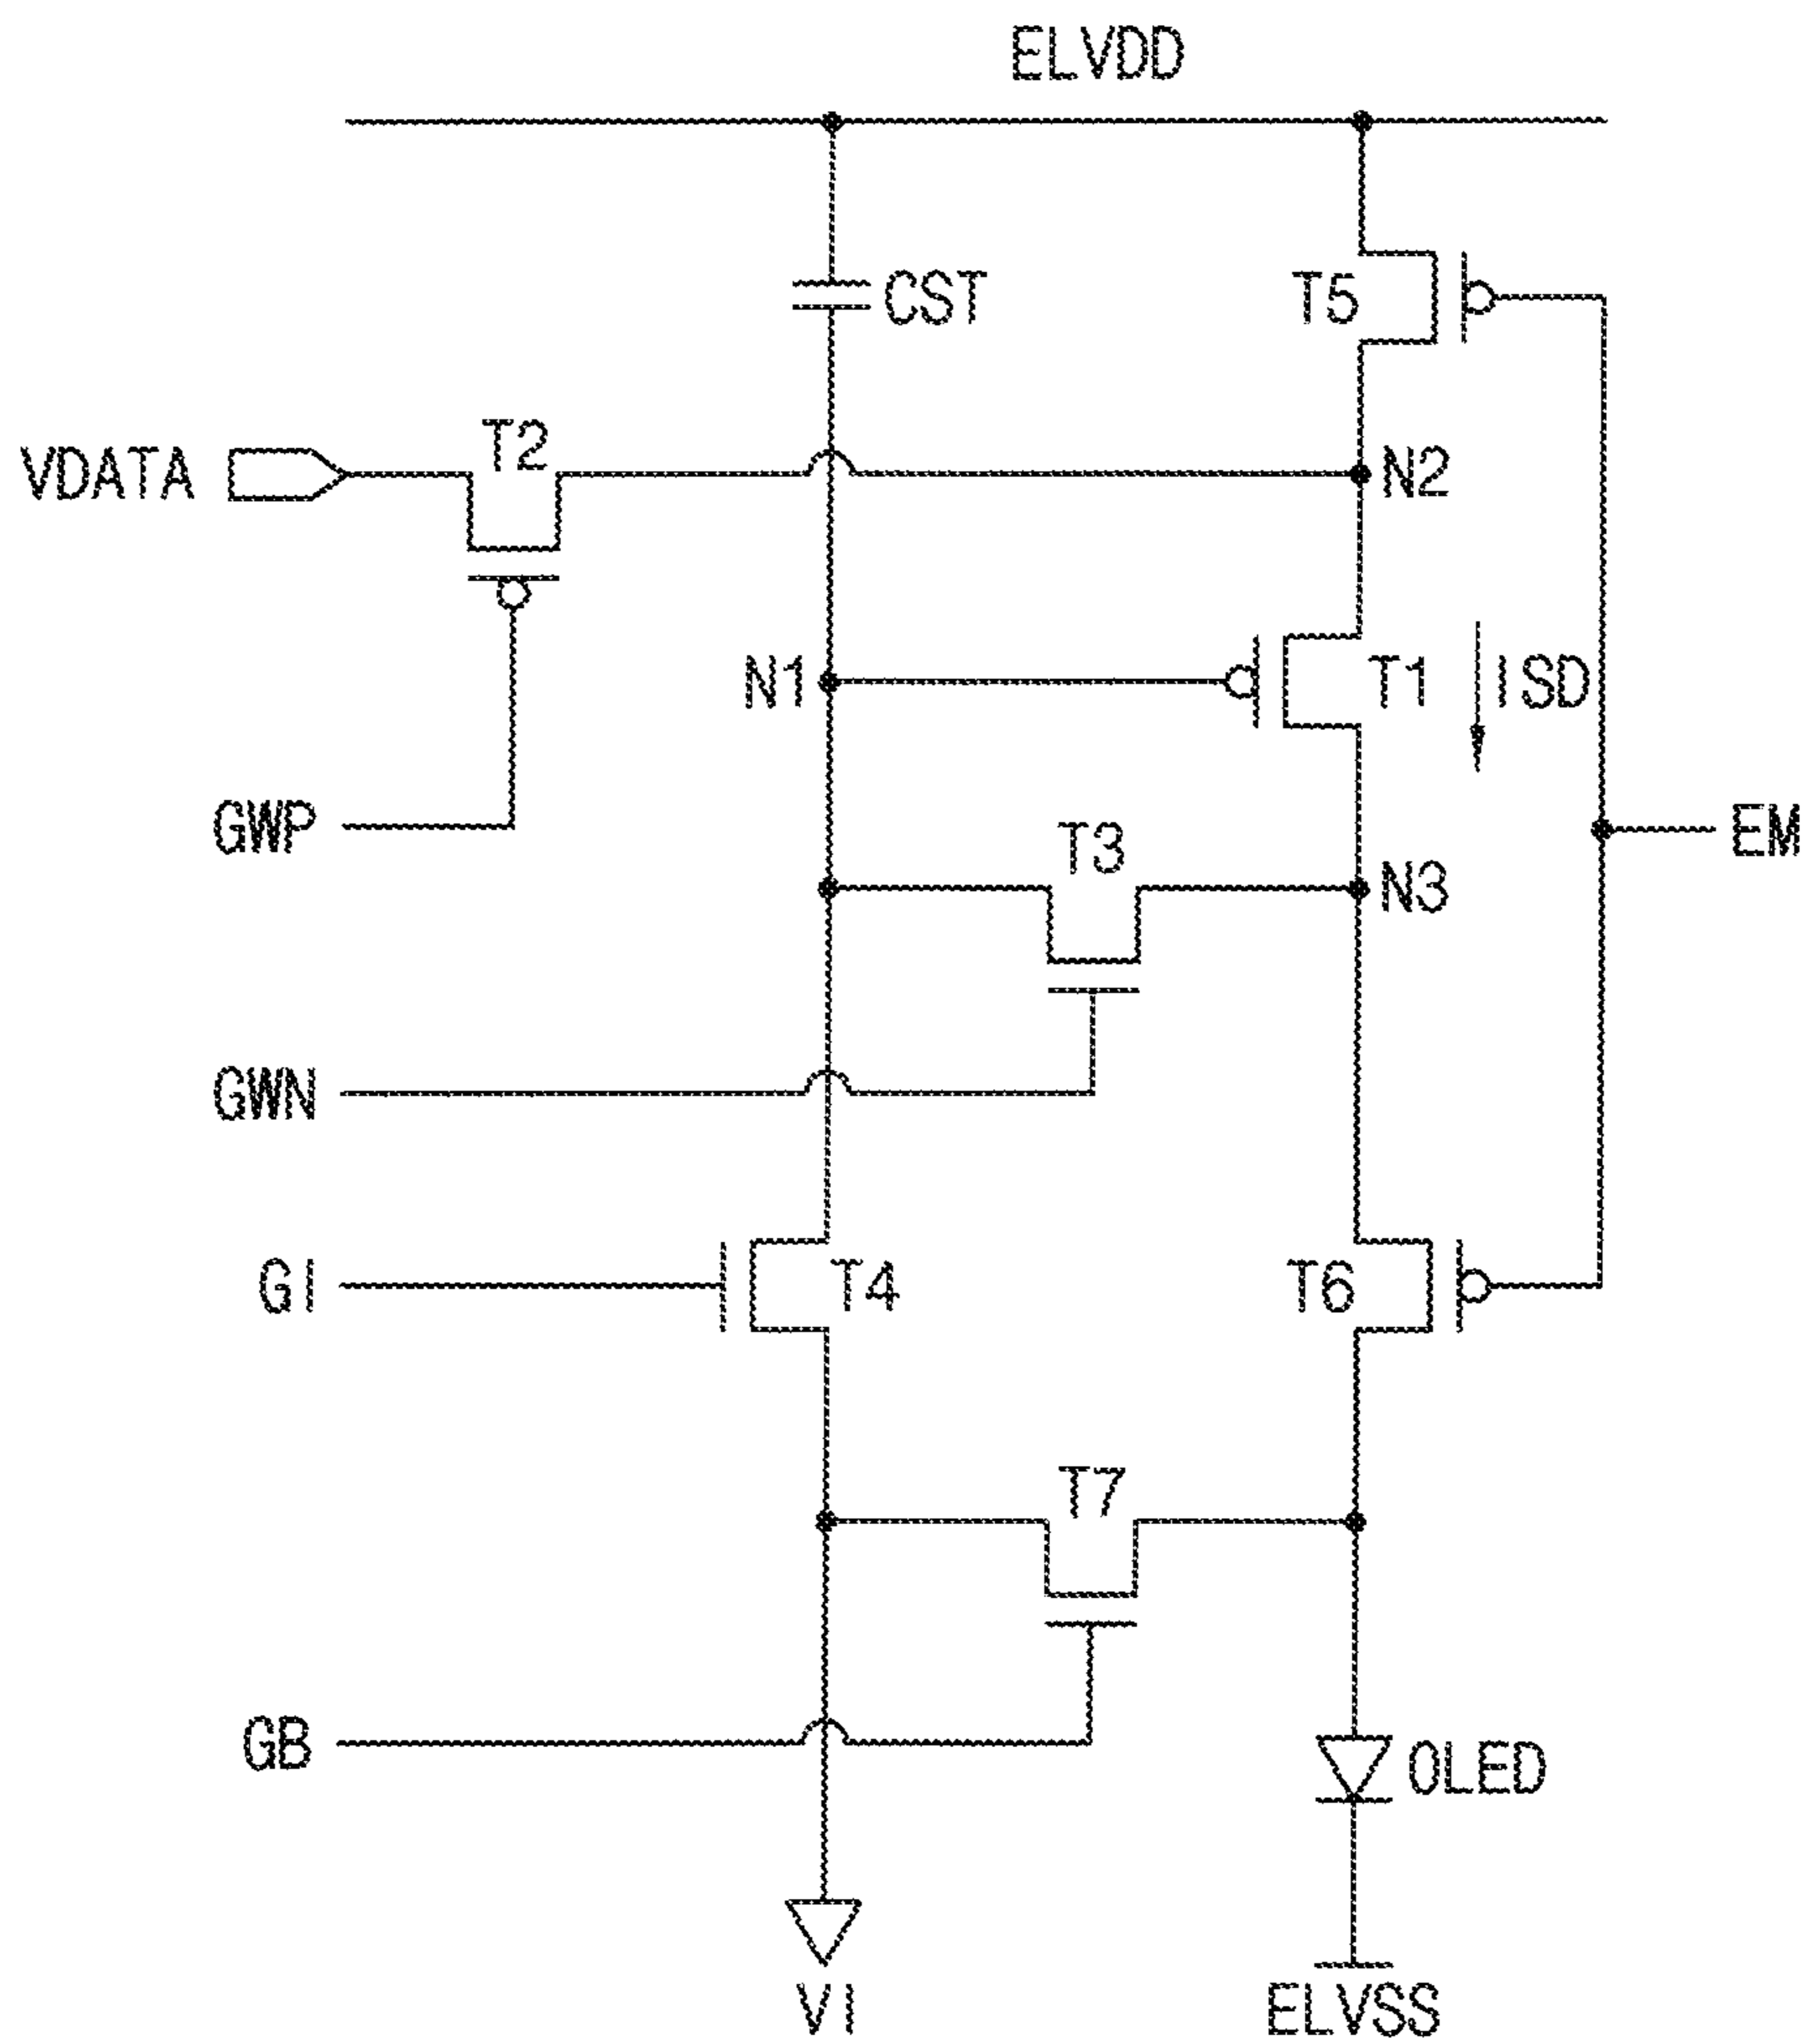 ELVDD
CST
T5
T2
VDATA
N2
N1
T1
ISD
GWP
T3
EM
N3
GWN
GI
T4
T6
T7
GB
OLED
VI
ELVSS